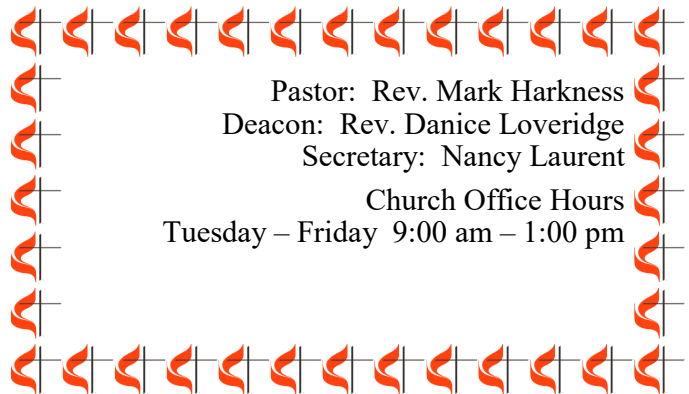 Pastor:  Rev. Mark Harkness
Deacon:  Rev. Danice Loveridge
Secretary:  Nancy Laurent
Church Office Hours
Tuesday – Friday  9:00 am – 1:00 pm